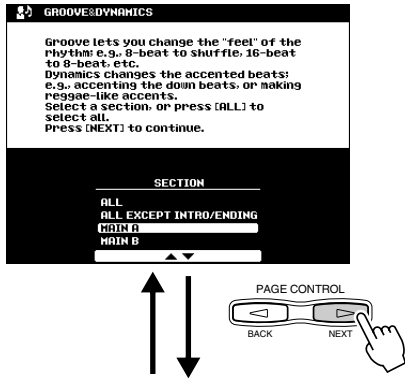 GROOVE&DYNAMICS
Groove lets you change the "feel" of the
rhythm; e.g., 8-beat to shuffle, 16-beat
to 8-beat, etc.
Dynamics changes the accented beats;
e.g., accenting the down beats, or making
reggae-like accents.
Select a section, or press [ALL] to
select all.
Press [NEXT] to continue.
SECTION
ALL
ALL EXCEPT INTRO/ENDING
MAIN A
MAIN B
PAGE CONTROL
BACK NEXT